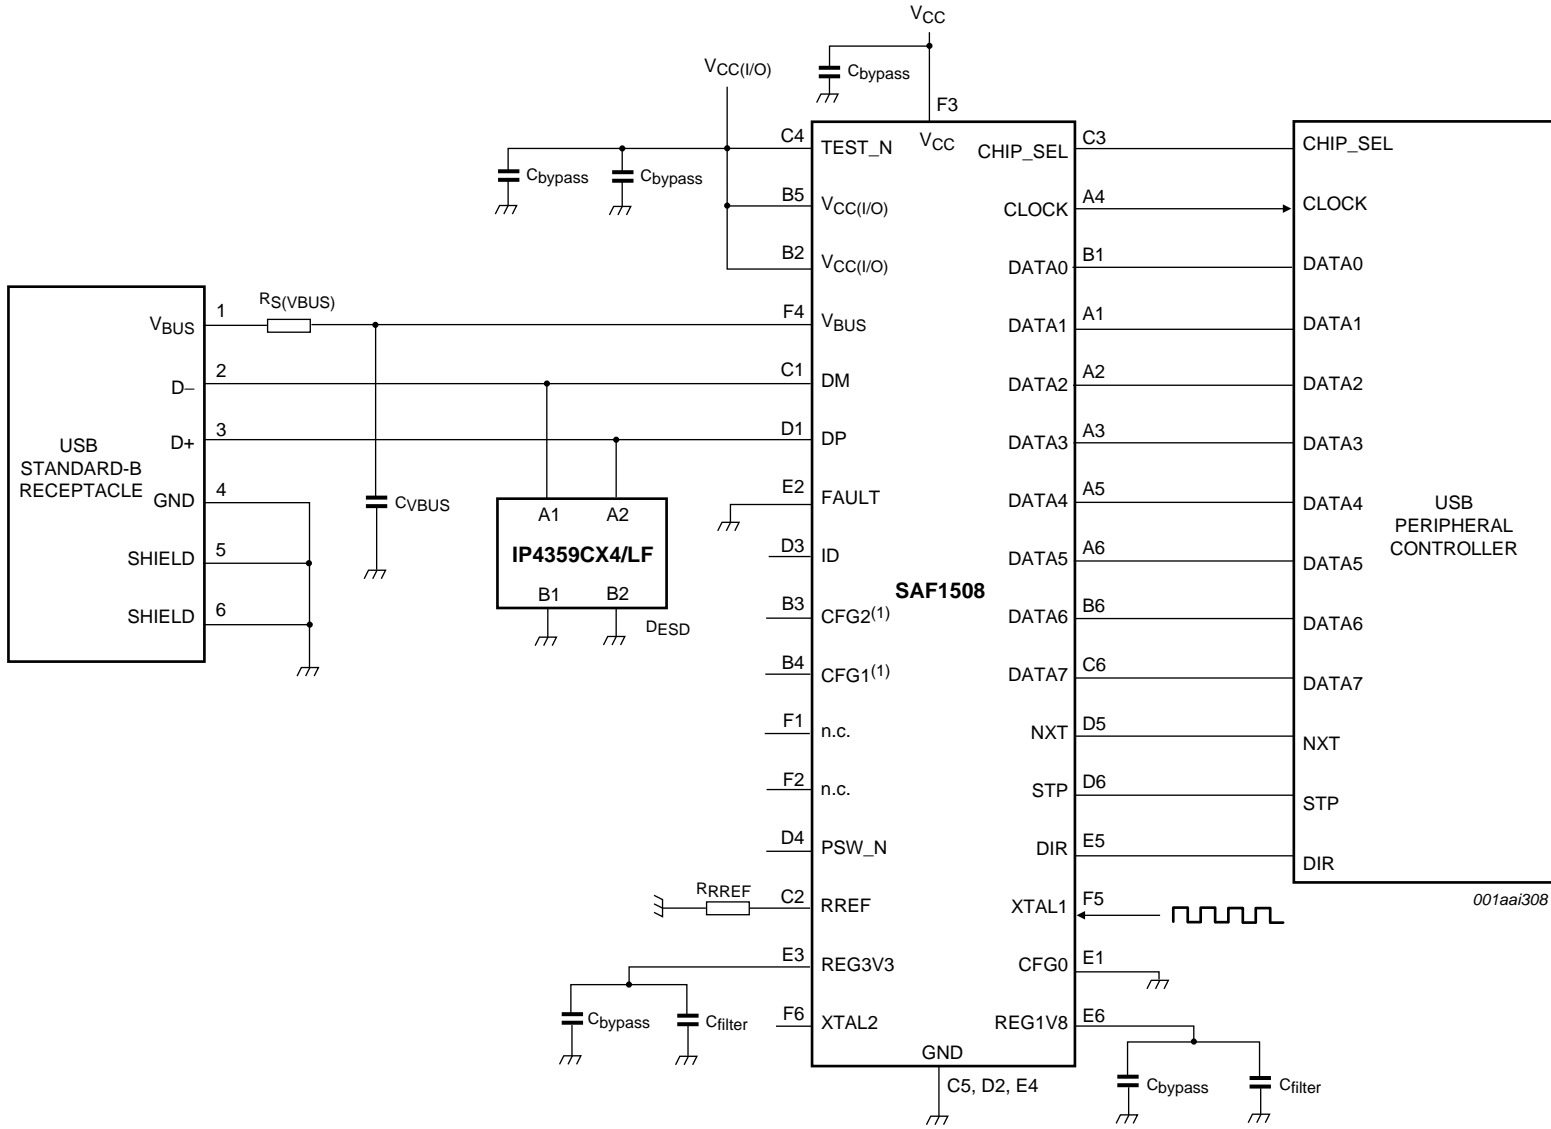 VCC
VCC(I/O)
Cbypass
F3
C4 TEST_N VCC CHIP_SEL C3 CHIP_SEL
Cbypass Cbypass
B5 VCC(I/O) CLOCK A4 CLOCK
B2 VCC(I/O) DATA0 B1 DATA0
VBUS 1 RS(VBUS) F4 VBUS DATA1 A1 DATA1
D– 2 C1 DM DATA2 A2 DATA2
D+ 3 D1 DP DATA3 A3 DATA3
USB
STANDARD-B
RECEPTACLE
GND 4 CVBUS E2 FAULT DATA4 A5 DATA4
A1 A2
IP4359CX4/LF
B1 B2
DESD
USB
PERIPHERAL
CONTROLLER
SHIELD 5 D3 ID DATA5 A6 DATA5
SAF1508
SHIELD 6 B3 CFG2(1) DATA6 B6 DATA6
B4 CFG1(1) DATA7 C6 DATA7
F1 n.c. NXT D5 NXT
F2 n.c. STP D6 STP
D4 PSW_N DIR E5 DIR
RRREF C2 RREF XTAL1 F5
001aai308
E3 REG3V3 CFG0 E1
Cbypass Cfilter F6 XTAL2 REG1V8 E6
GND
C5, D2, E4
Cbypass Cfilter